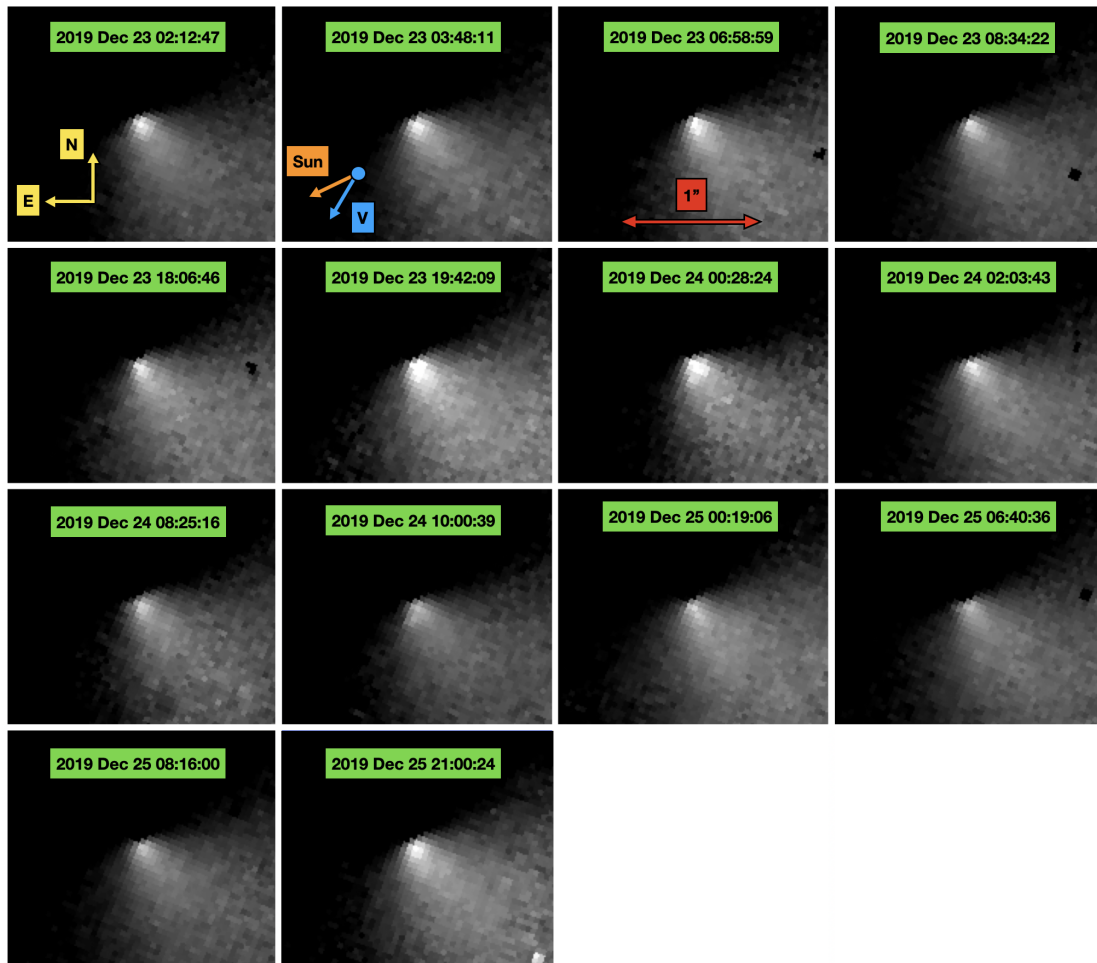 2019 Dec 23 02:12:47
2019 Dec 23 03:48:11
2019 Dec 23 06:58:59
2019 Dec 23 08:34:22
N
E
Sun
V
1”
2019 Dec 23 18:06:46
2019 Dec 23 19:42:09
2019 Dec 24 00:28:24
2019 Dec 24 02:03:43
2019 Dec 24 08:25:16
2019 Dec 24 10:00:39
2019 Dec 25 00:19:06
2019 Dec 25 06:40:36
2019 Dec 25 08:16:00
2019 Dec 25 21:00:24